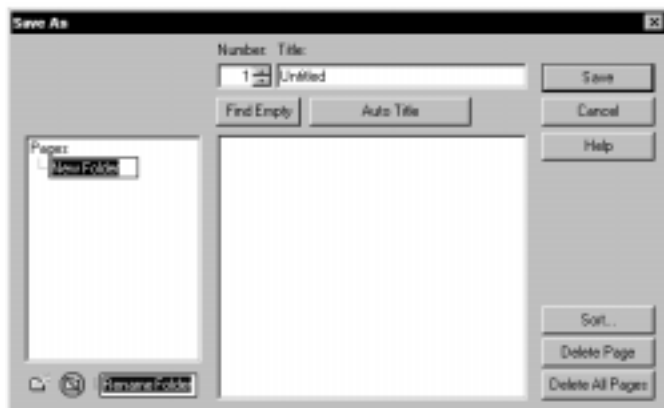 Save As
Number: Title:
1 Untitled
Save
Find Empty
Auto Title
Cancel
Help
Pages
New Folder
Sort...
Delete Page
Rename Folder
Delete All Pages